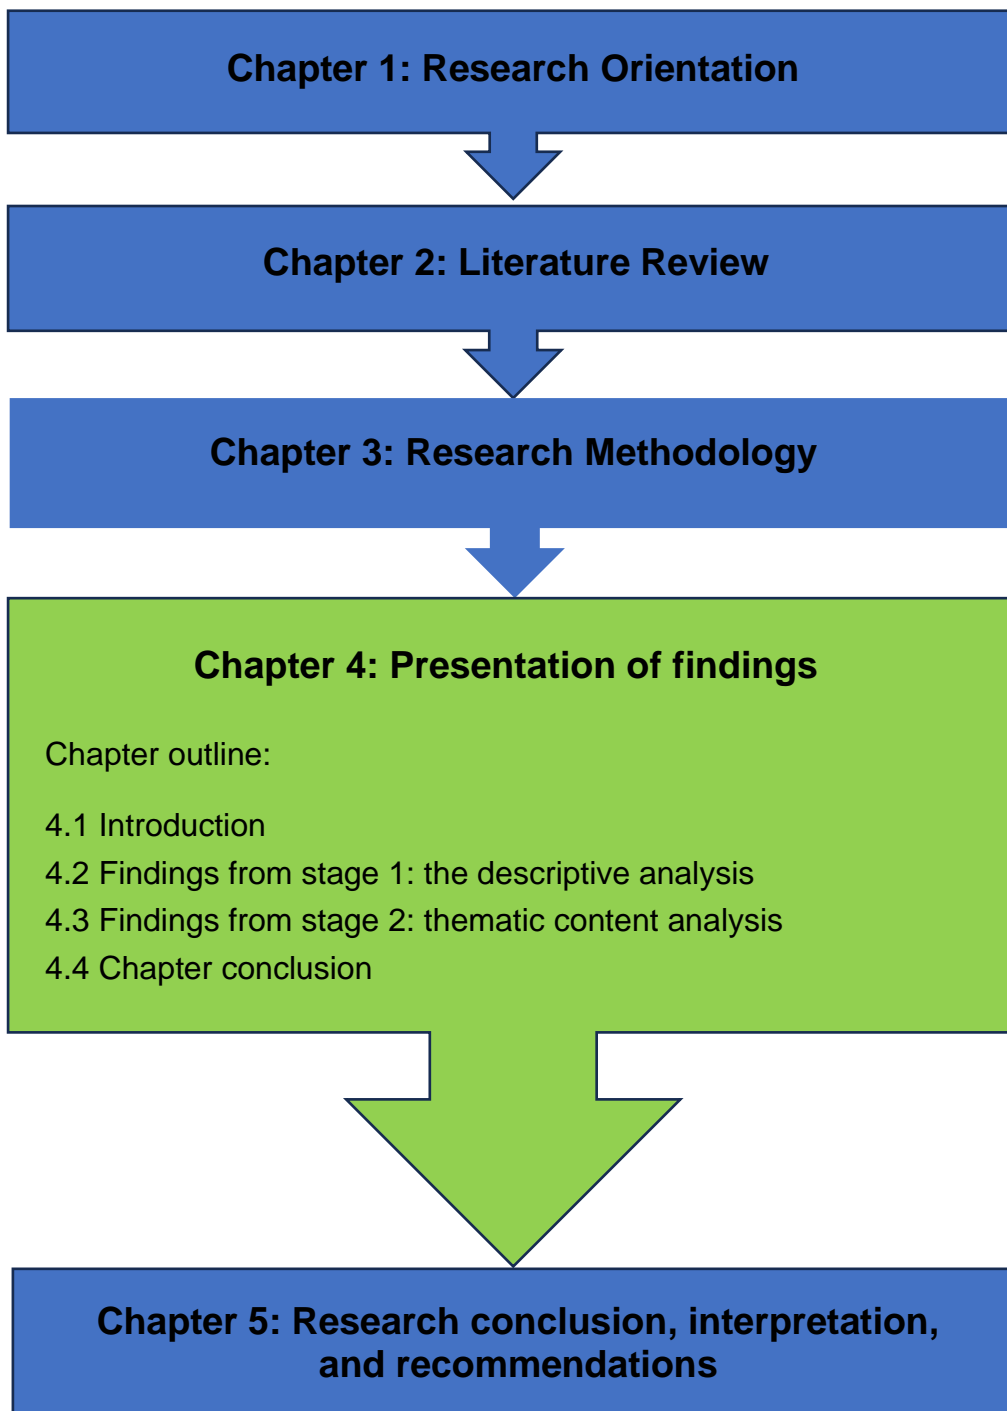 Chapter 1: Research Orientation
Chapter 2: Literature Review
Chapter 3: Research Methodology
Chapter 4: Presentation of findings
Chapter outline:
4.1 Introduction
4.2 Findings from stage 1: the descriptive analysis
4.3 Findings from stage 2: thematic content analysis
4.4 Chapter conclusion
Chapter 5: Research conclusion, interpretation,
and recommendations